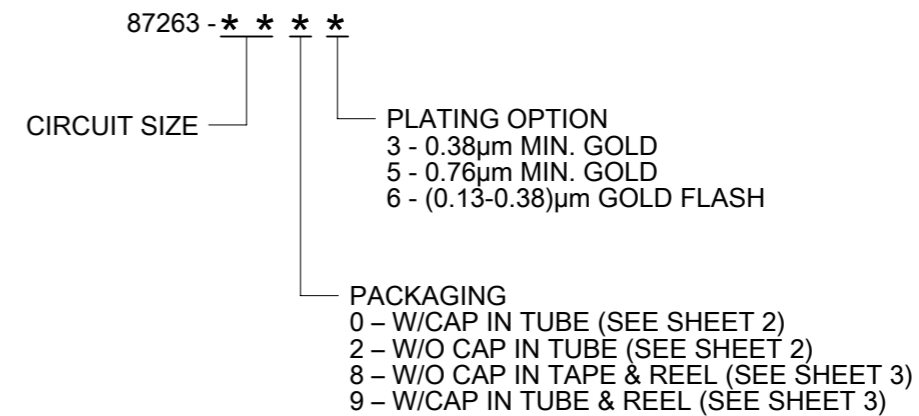 87263 - * * * *
CIRCUIT SIZE
PLATING OPTION
3 - 0.38µm MIN. GOLD
5 - 0.76µm MIN. GOLD
6 - (0.13-0.38)µm GOLD FLASH
PACKAGING
0 – W/CAP IN TUBE (SEE SHEET 2)
2 – W/O CAP IN TUBE (SEE SHEET 2)
8 – W/O CAP IN TAPE & REEL (SEE SHEET 3)
9 – W/CAP IN TUBE & REEL (SEE SHEET 3)